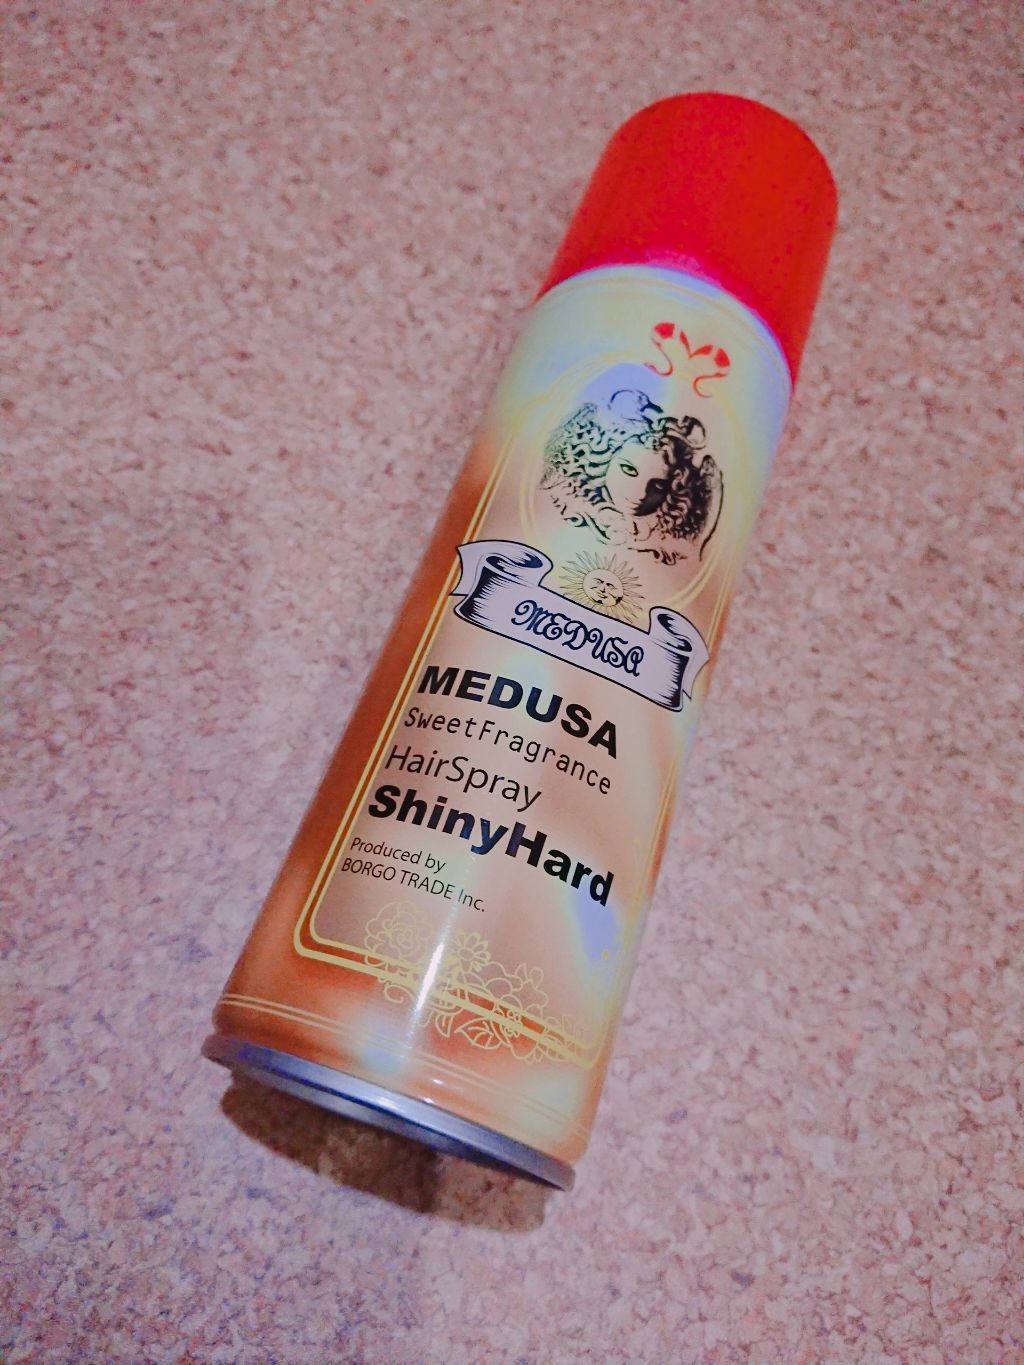 MEDUSA
MEDUSA
SweetFragrance
HairSpray
ShinyHard
Produced by
BORGO TRADE Inc.